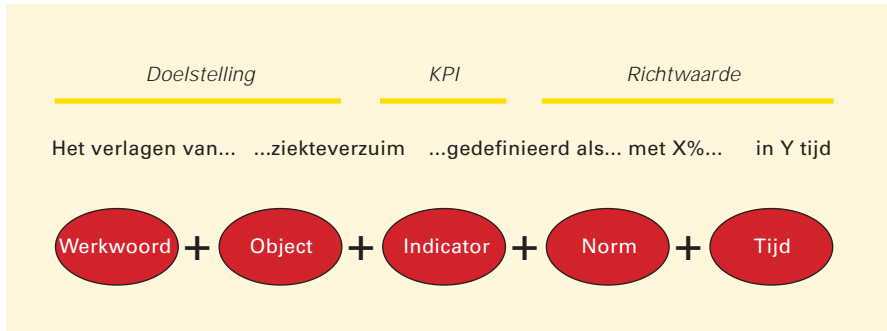 Doelstelling KPI Richtwaarde
Het verlagen van... ...ziekteverzuim ...gedefinieerd als... met X%... in Y tijd
Werkwoord + Object + Indicator + Norm + Tijd